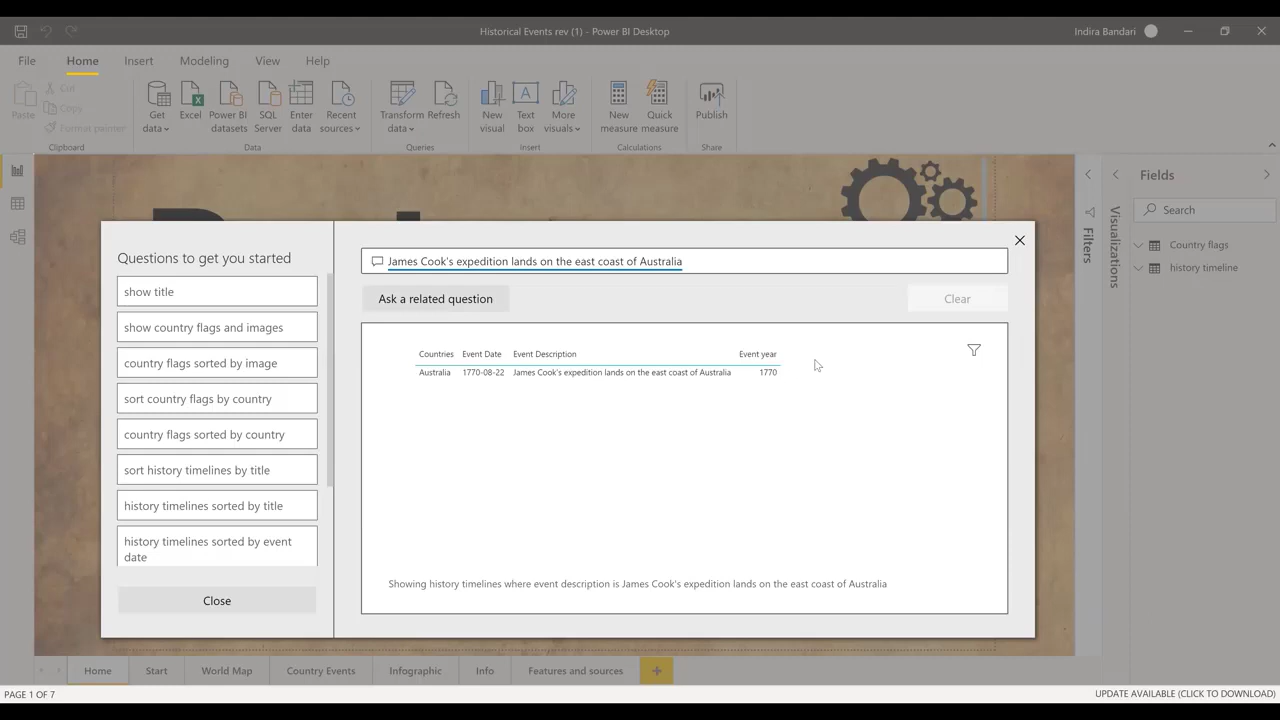 Historical Events rev (1) - Power BI Desktop
Indira Bandari
File Home Insert Modeling View Help
Paste
Cut
Copy
Format painter
Clipboard
Get data
Excel
Power BI datasets
SQL Server
Enter data
Recent sources
Data
Transform data
Refresh
Queries
New visual
Text box
More visuals
Insert
New measure
Quick measure
Calculations
Publish
Share
Questions to get you started
show title
show country flags and images
country flags sorted by image
sort country flags by country
country flags sorted by country
sort history timelines by title
history timelines sorted by title
history timelines sorted by event
date
Close
James Cook's expedition lands on the east coast of Australia
Ask a related question
Clear
Countries Event Date Event Description Event year
Australia 1770-08-22 James Cook's expedition lands on the east coast of Australia 1770
Showing history timelines where event description is James Cook's expedition lands on the east coast of Australia
Filters
Visualizations
Fields
Search
Country flags
history timeline
Home Start World Map Country Events Infographic Info Features and sources
PAGE 1 OF 7
UPDATE AVAILABLE (CLICK TO DOWNLOAD)